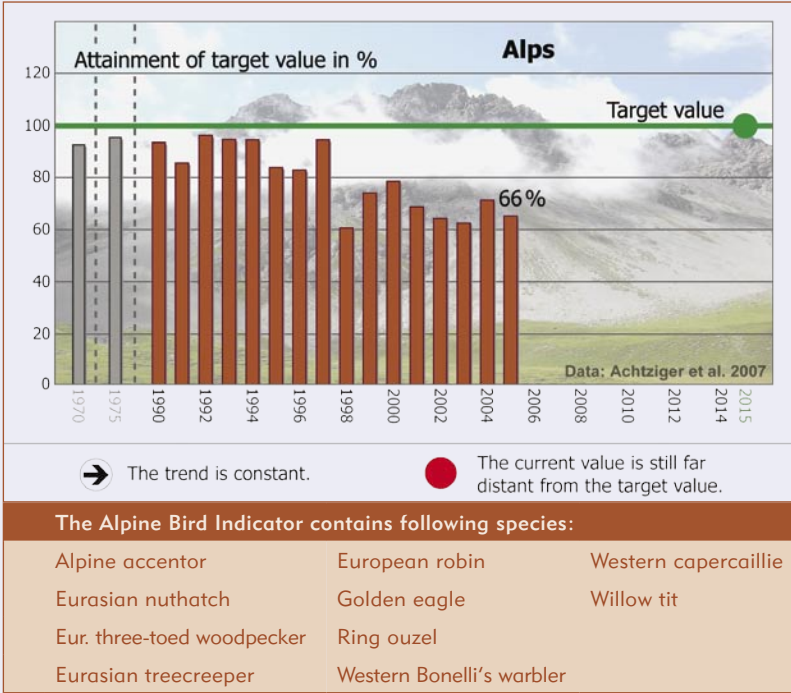 Attainment of target value in %
Alps
120
Target value
100
80
66 %
60
40
20
Data: Achtziger et al. 2007
0
1970
1975
1990
1992
1994
1996
1998
2000
2002
2004
2006
2008
2010
2012
2014
2015
The trend is constant.
The current value is still far
distant from the target value.
The Alpine Bird Indicator contains following species:
Alpine accentor
Eurasian nuthatch
Eur. three-toed woodpecker
Eurasian treecreeper
European robin
Golden eagle
Ring ouzel
Western Bonelli's warbler
Western capercaillie
Willow tit